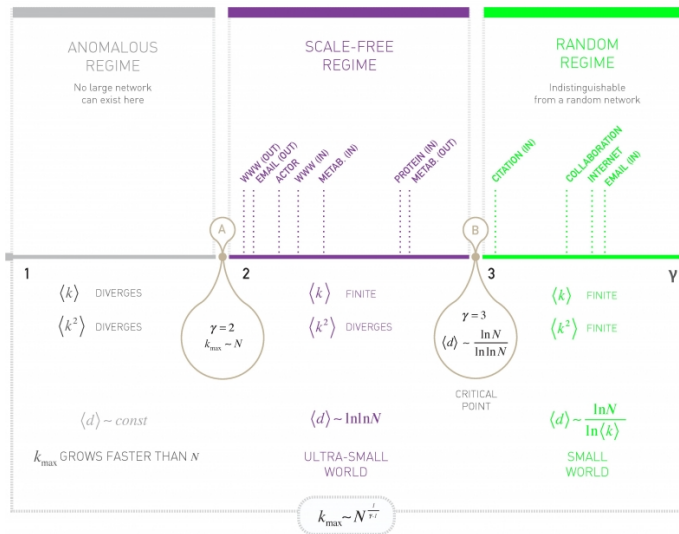 ANOMALOUS
REGIME
No large network
can exist here
SCALE-FREE
REGIME
RANDOM
REGIME
Indistinguishable
from a random network
WWW (OUT)
EMAIL (OUT)
ACTOR
WWW (IN)
METAB. (IN)
PROTEIN (IN)
METAB. (OUT)
CITATION (IN)
COLLABORATION
INTERNET
EMAIL (IN)
A
B
1
2
3
γ
⟨k⟩ DIVERGES
⟨k²⟩ DIVERGES
γ = 2
k_max ~ N
⟨k⟩ FINITE
⟨k²⟩ DIVERGES
γ = 3
⟨d⟩ ~ lnN / lnlnN
⟨k⟩ FINITE
⟨k²⟩ FINITE
CRITICAL
POINT
⟨d⟩ ~ const
k_max GROWS FASTER THAN N
⟨d⟩ ~ lnlnN
ULTRA-SMALL
WORLD
⟨d⟩ ~ lnN / ln⟨k⟩
SMALL
WORLD
k_max ~ N^(1/(γ-1))